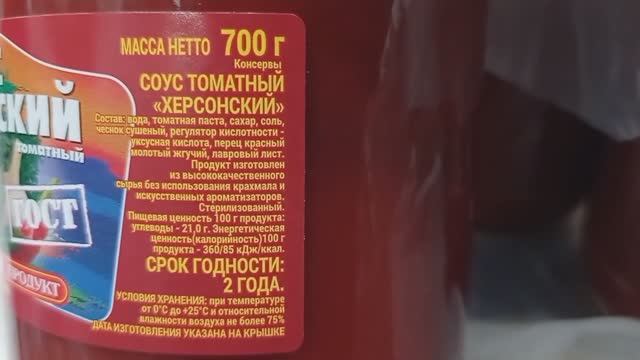 МАССА НЕТТО 700 г
Консервы
СОУС ТОМАТНЫЙ
«ХЕРСОНСКИЙ»
Состав: вода, томатная паста, сахар, соль,
чеснок сушеный, регулятор кислотности -
уксусная кислота, перец красный
молотый жгучий, лавровый лист.
Продукт изготовлен
из высококачественного
сырья без использования крахмала и
искусственных ароматизаторов.
Стерилизованный.
Пищевая ценность 100 г продукта:
углеводы - 21,0 г. Энергетическая
ценность(калорийность)100 г
продукта - 360/85 кДж/ккал.
СРОК ГОДНОСТИ:
2 ГОДА.
УСЛОВИЯ ХРАНЕНИЯ: при температуре
от 0°С до +25°С и относительной
влажности воздуха не более 75%
ДАТА ИЗГОТОВЛЕНИЯ УКАЗАНА НА КРЫШКЕ
ский
томатный
ГОСТ
ПРОДУКТ